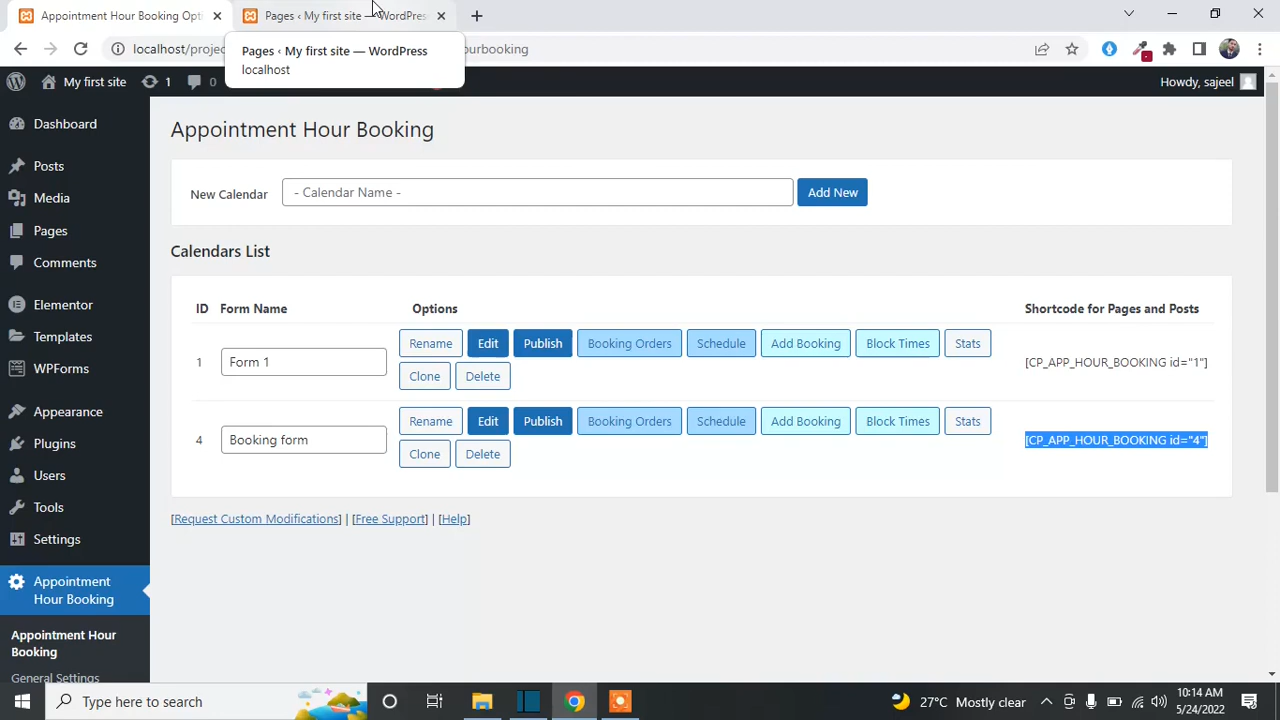 Appointment Hour Booking Opti
Pages ‹ My first site — WordPres
localhost/projec
ourbooking
Pages ‹ My first site — WordPress
localhost
My first site
1
0
Howdy, sajeel
Dashboard
Posts
Media
Pages
Comments
Elementor
Templates
WPForms
Appearance
Plugins
Users
Tools
Settings
Appointment
Hour Booking
Appointment Hour
Booking
General Settings
Appointment Hour Booking
New Calendar
- Calendar Name -
Add New
Calendars List
ID Form Name Options Shortcode for Pages and Posts
1 Form 1 Rename Edit Publish Booking Orders Schedule Add Booking Block Times Stats [CP_APP_HOUR_BOOKING id="1"]
Clone Delete
4 Booking form Rename Edit Publish Booking Orders Schedule Add Booking Block Times Stats [CP_APP_HOUR_BOOKING id="4"]
Clone Delete
[Request Custom Modifications] | [Free Support] | [Help]
Type here to search
27°C Mostly clear
10:14 AM
5/24/2022